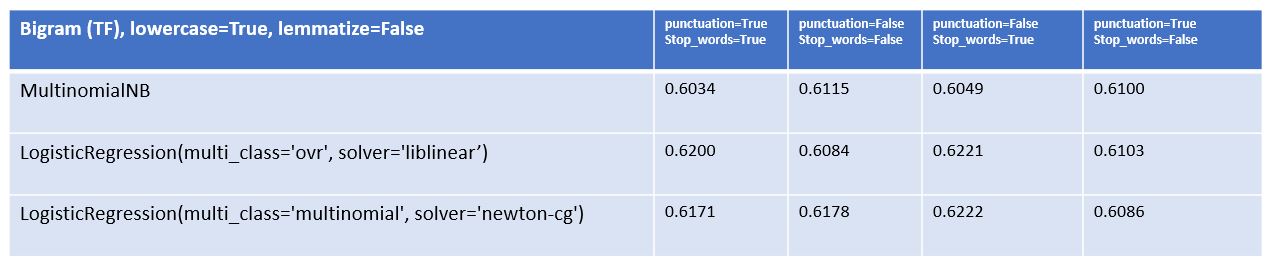 Bigram (TF), lowercase=True, lemmatize=False
punctuation=True
Stop_words=True
punctuation=False
Stop_words=False
punctuation=False
Stop_words=True
punctuation=True
Stop_words=False
MultinomialNB 0.6034 0.6115 0.6049 0.6100
LogisticRegression(multi_class='ovr', solver='liblinear’) 0.6200 0.6084 0.6221 0.6103
LogisticRegression(multi_class='multinomial', solver='newton-cg') 0.6171 0.6178 0.6222 0.6086